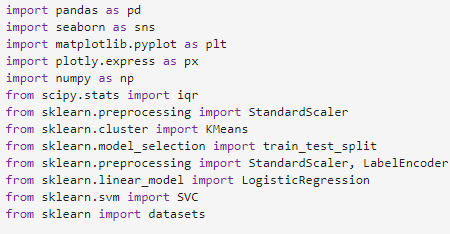 import pandas as pd
import seaborn as sns
import matplotlib.pyplot as plt
import plotly.express as px
import numpy as np
from scipy.stats import iqr
from sklearn.preprocessing import StandardScaler
from sklearn.cluster import KMeans
from sklearn.model_selection import train_test_split
from sklearn.preprocessing import StandardScaler, LabelEncoder
from sklearn.linear_model import LogisticRegression
from sklearn.svm import SVC
from sklearn import datasets